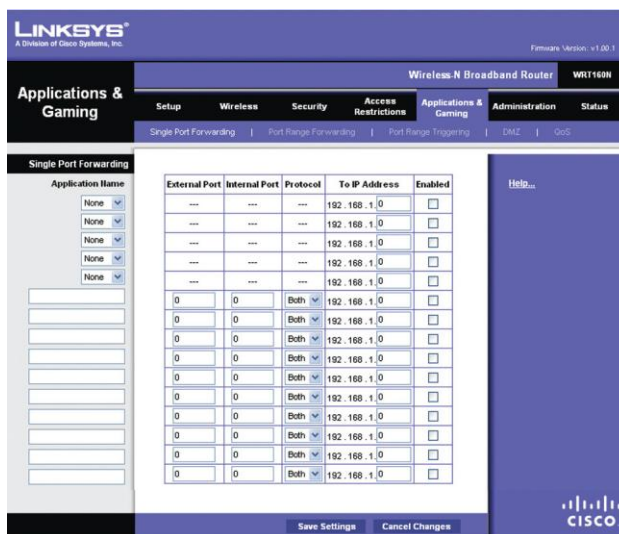 LINKSYS®
A Division of Cisco Systems, Inc.
Firmware Version: v1.00.1
Wireless-N Broadband Router WRT160N
Applications & Gaming
Setup Wireless Security Access Restrictions Applications & Gaming Administration Status
Single Port Forwarding | Port Range Forwarding | Port Range Triggering | DMZ | QoS
Single Port Forwarding
Application Name
External Port Internal Port Protocol To IP Address Enabled
Help...
None --- --- --- 192 . 168 . 1. 0
None --- --- --- 192 . 168 . 1. 0
None --- --- --- 192 . 168 . 1. 0
None --- --- --- 192 . 168 . 1. 0
None --- --- --- 192 . 168 . 1. 0
0 0 Both 192 . 168 . 1. 0
0 0 Both 192 . 168 . 1. 0
0 0 Both 192 . 168 . 1. 0
0 0 Both 192 . 168 . 1. 0
0 0 Both 192 . 168 . 1. 0
0 0 Both 192 . 168 . 1. 0
0 0 Both 192 . 168 . 1. 0
0 0 Both 192 . 168 . 1. 0
0 0 Both 192 . 168 . 1. 0
0 0 Both 192 . 168 . 1. 0
Save Settings Cancel Changes
CISCO